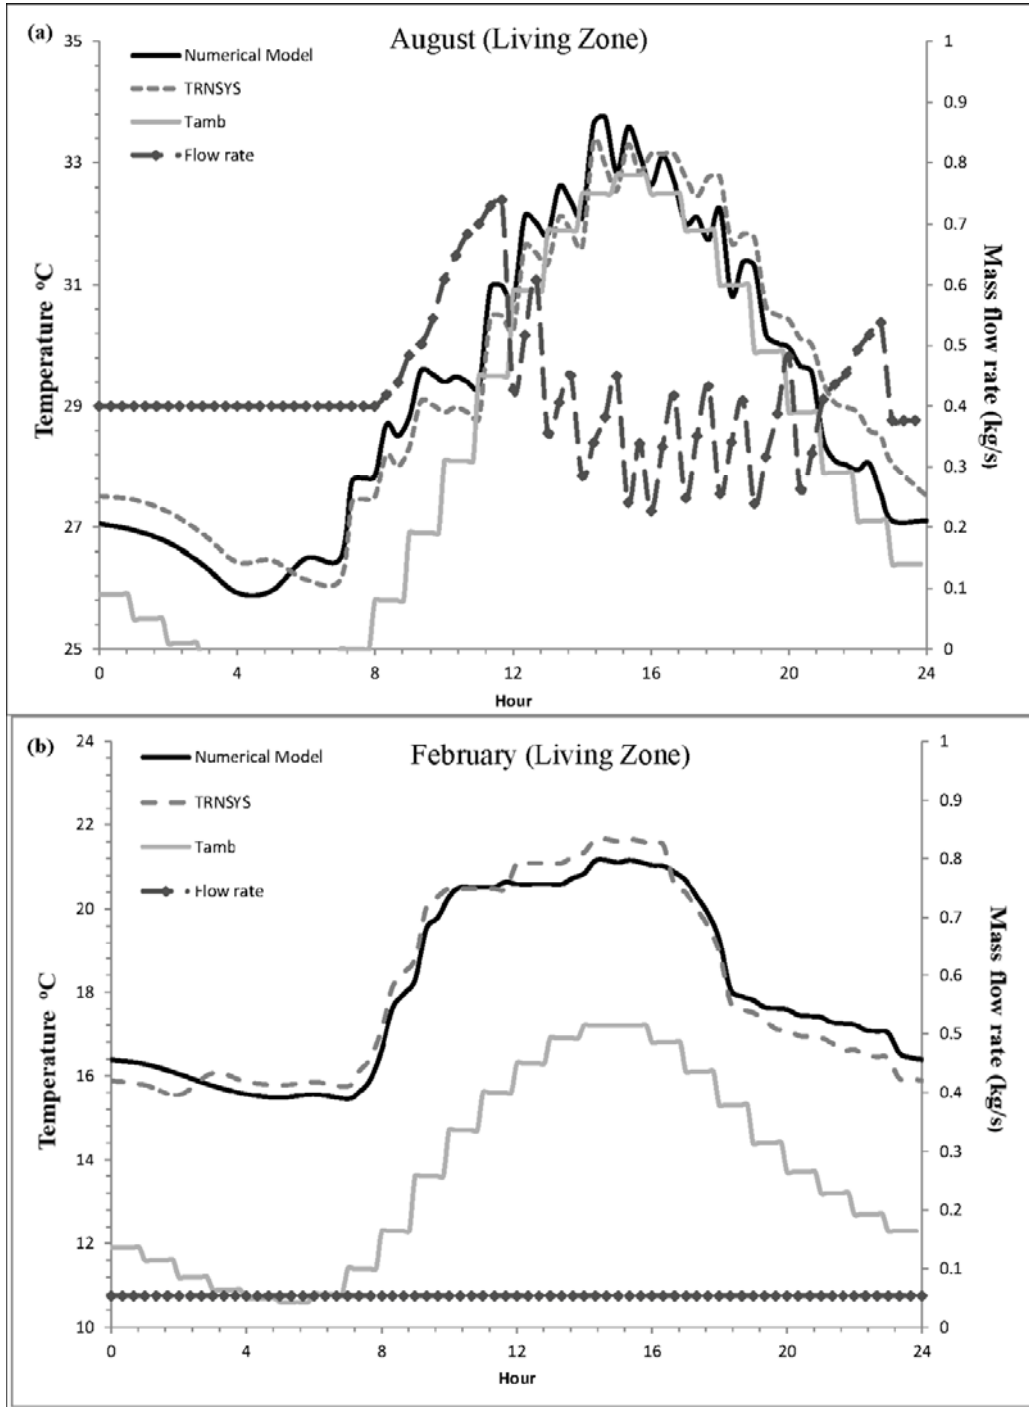 (a)
August (Living Zone)
35
33
31
29
27
25
Temperature °C
Numerical Model
TRNSYS
Tamb
Flow rate
1
0.9
0.8
0.7
0.6
0.5
0.4
0.3
0.2
0.1
0
Mass flow rate (kg/s)
0 4 8 12 16 20 24
Hour
(b)
February (Living Zone)
24
22
20
18
16
14
12
10
Temperature °C
Numerical Model
TRNSYS
Tamb
Flow rate
1
0.9
0.8
0.7
0.6
0.5
0.4
0.3
0.2
0.1
0
Mass flow rate (kg/s)
0 4 8 12 16 20 24
Hour